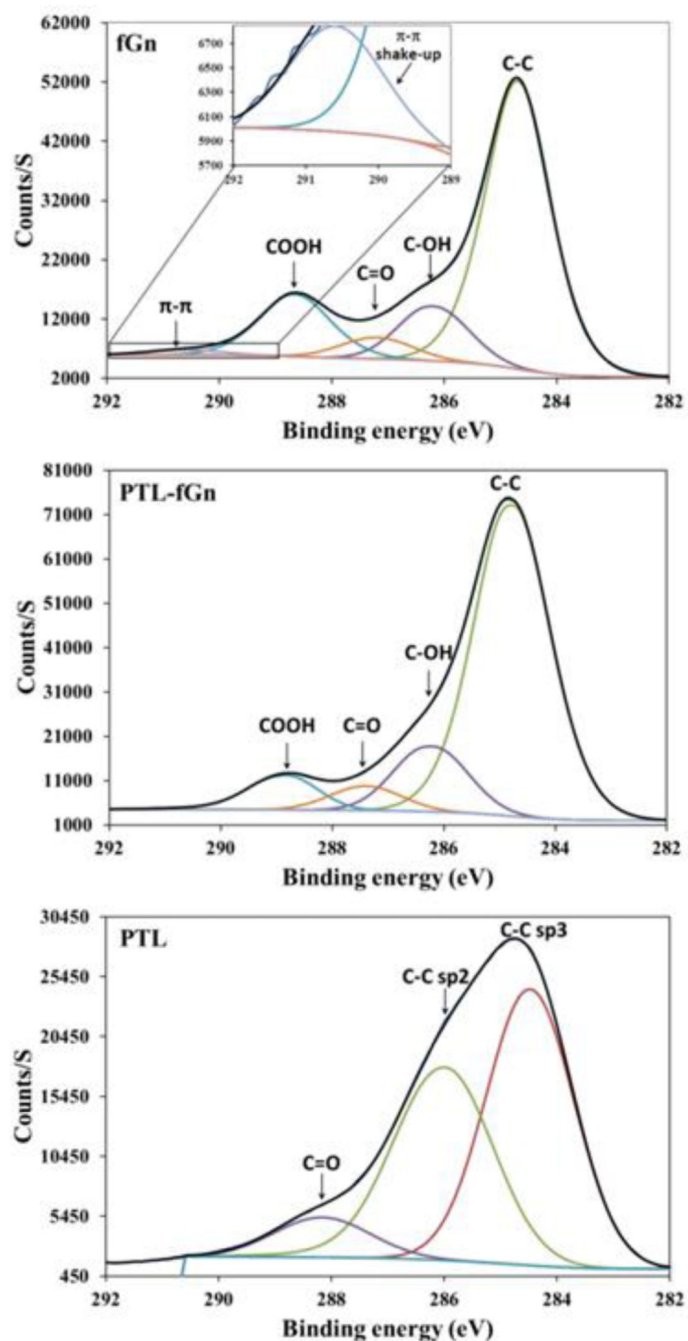 fGn
Counts/S
62000
52000
42000
32000
22000
12000
2000
6700
6500
6300
6100
5900
5700
292
291
290
289
π-π
shake-up
C-C
COOH
C=O
C-OH
π-π
292
290
288
286
284
282
Binding energy (eV)
PTL-fGn
Counts/S
81000
71000
61000
51000
41000
31000
21000
11000
1000
C-C
C-OH
COOH
C=O
292
290
288
286
284
282
Binding energy (eV)
PTL
Counts/S
30450
25450
20450
15450
10450
5450
450
C-C sp3
C-C sp2
C=O
292
290
288
286
284
282
Binding energy (eV)